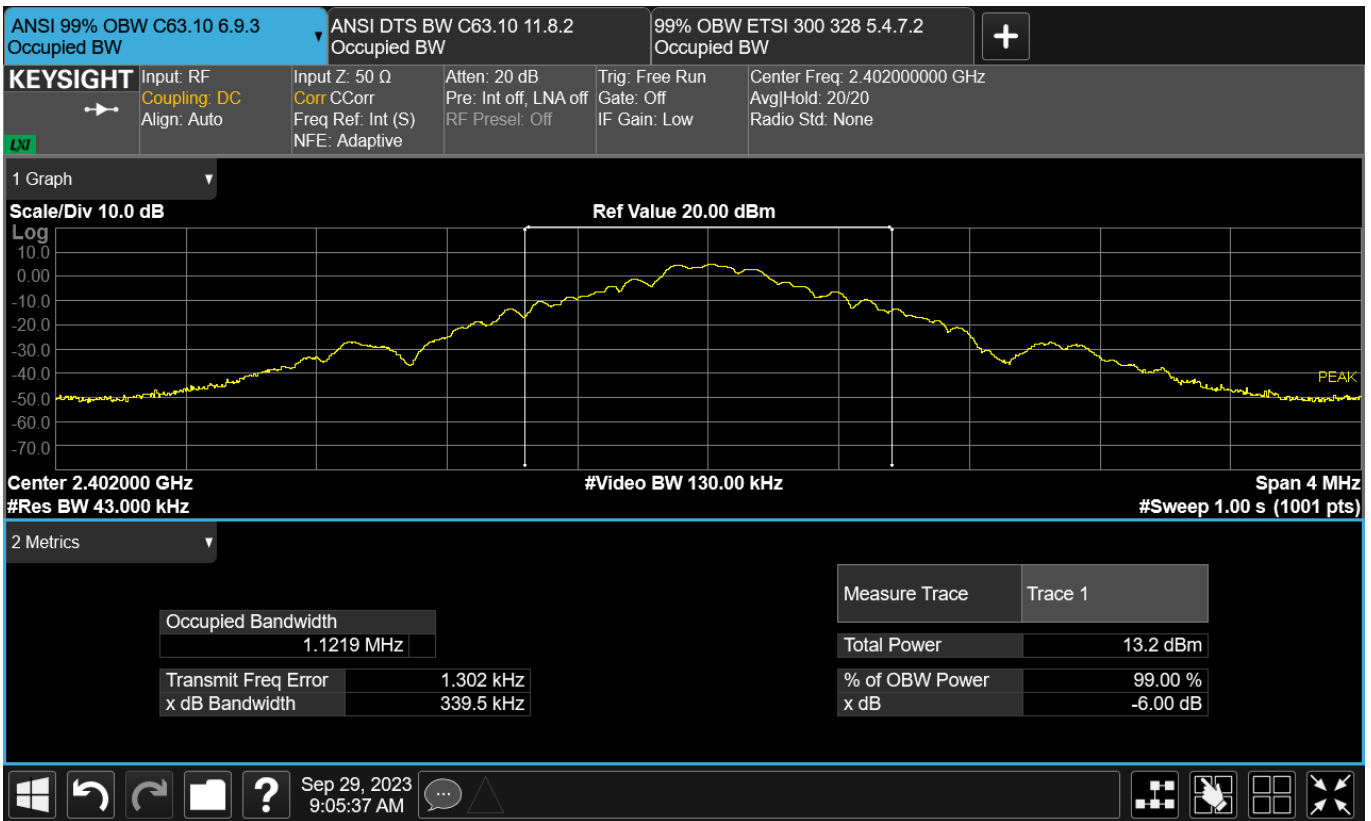 ANSI 99% OBW C63.10 6.9.3
Occupied BW
ANSI DTS BW C63.10 11.8.2
Occupied BW
99% OBW ETSI 300 328 5.4.7.2
Occupied BW
KEYSIGHT
LXI
Input: RF
Coupling: DC
Align: Auto
Input Z: 50 Ω
Corr CCorr
Freq Ref: Int (S)
NFE: Adaptive
Atten: 20 dB
Pre: Int off, LNA off
RF Presel: Off
Trig: Free Run
Gate: Off
IF Gain: Low
Center Freq: 2.402000000 GHz
Avg|Hold: 20/20
Radio Std: None
1 Graph
Scale/Div 10.0 dB
Ref Value 20.00 dBm
Log
10.0
0.00
-10.0
-20.0
-30.0
-40.0
-50.0
-60.0
-70.0
PEAK
Center 2.402000 GHz
#Video BW 130.00 kHz
Span 4 MHz
#Res BW 43.000 kHz
#Sweep 1.00 s (1001 pts)
2 Metrics
Measure Trace
Trace 1
Occupied Bandwidth
1.1219 MHz
Total Power
13.2 dBm
Transmit Freq Error
1.302 kHz
% of OBW Power
99.00 %
x dB Bandwidth
339.5 kHz
x dB
-6.00 dB
?
Sep 29, 2023
9:05:37 AM